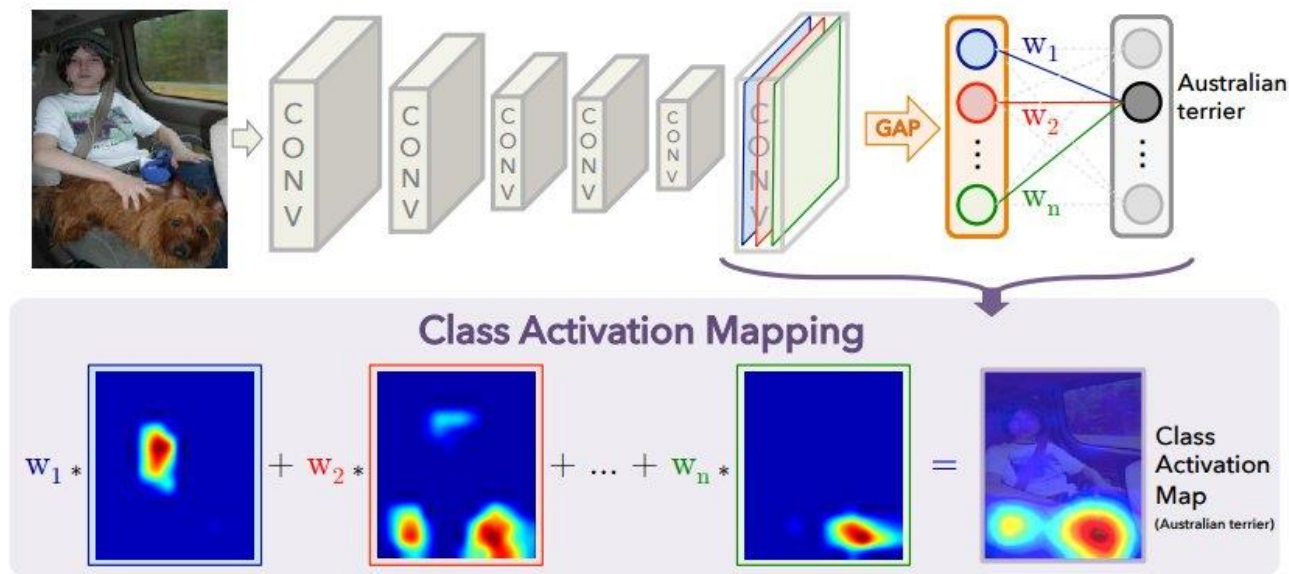 CONV
CONV
CONV
CONV
CONV
CONV
GAP
w1
w2
⋮
wn
⋮
Australian
terrier
Class Activation Mapping
w1 * + w2 * + ... + wn * =
Class
Activation
Map
(Australian terrier)